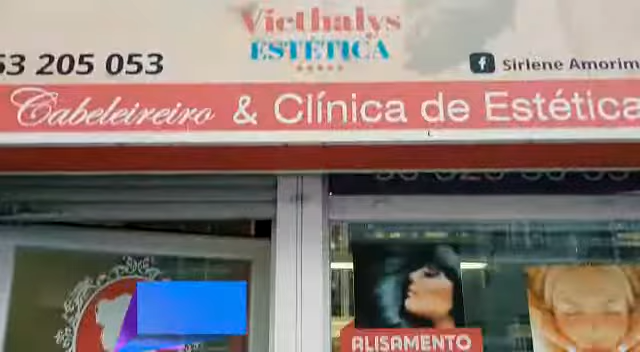 Victhalys
ESTÉTICA
53 205 053
Sirlene Amorim
Cabeleireiro & Clínica de Estética
ALISAMENTO